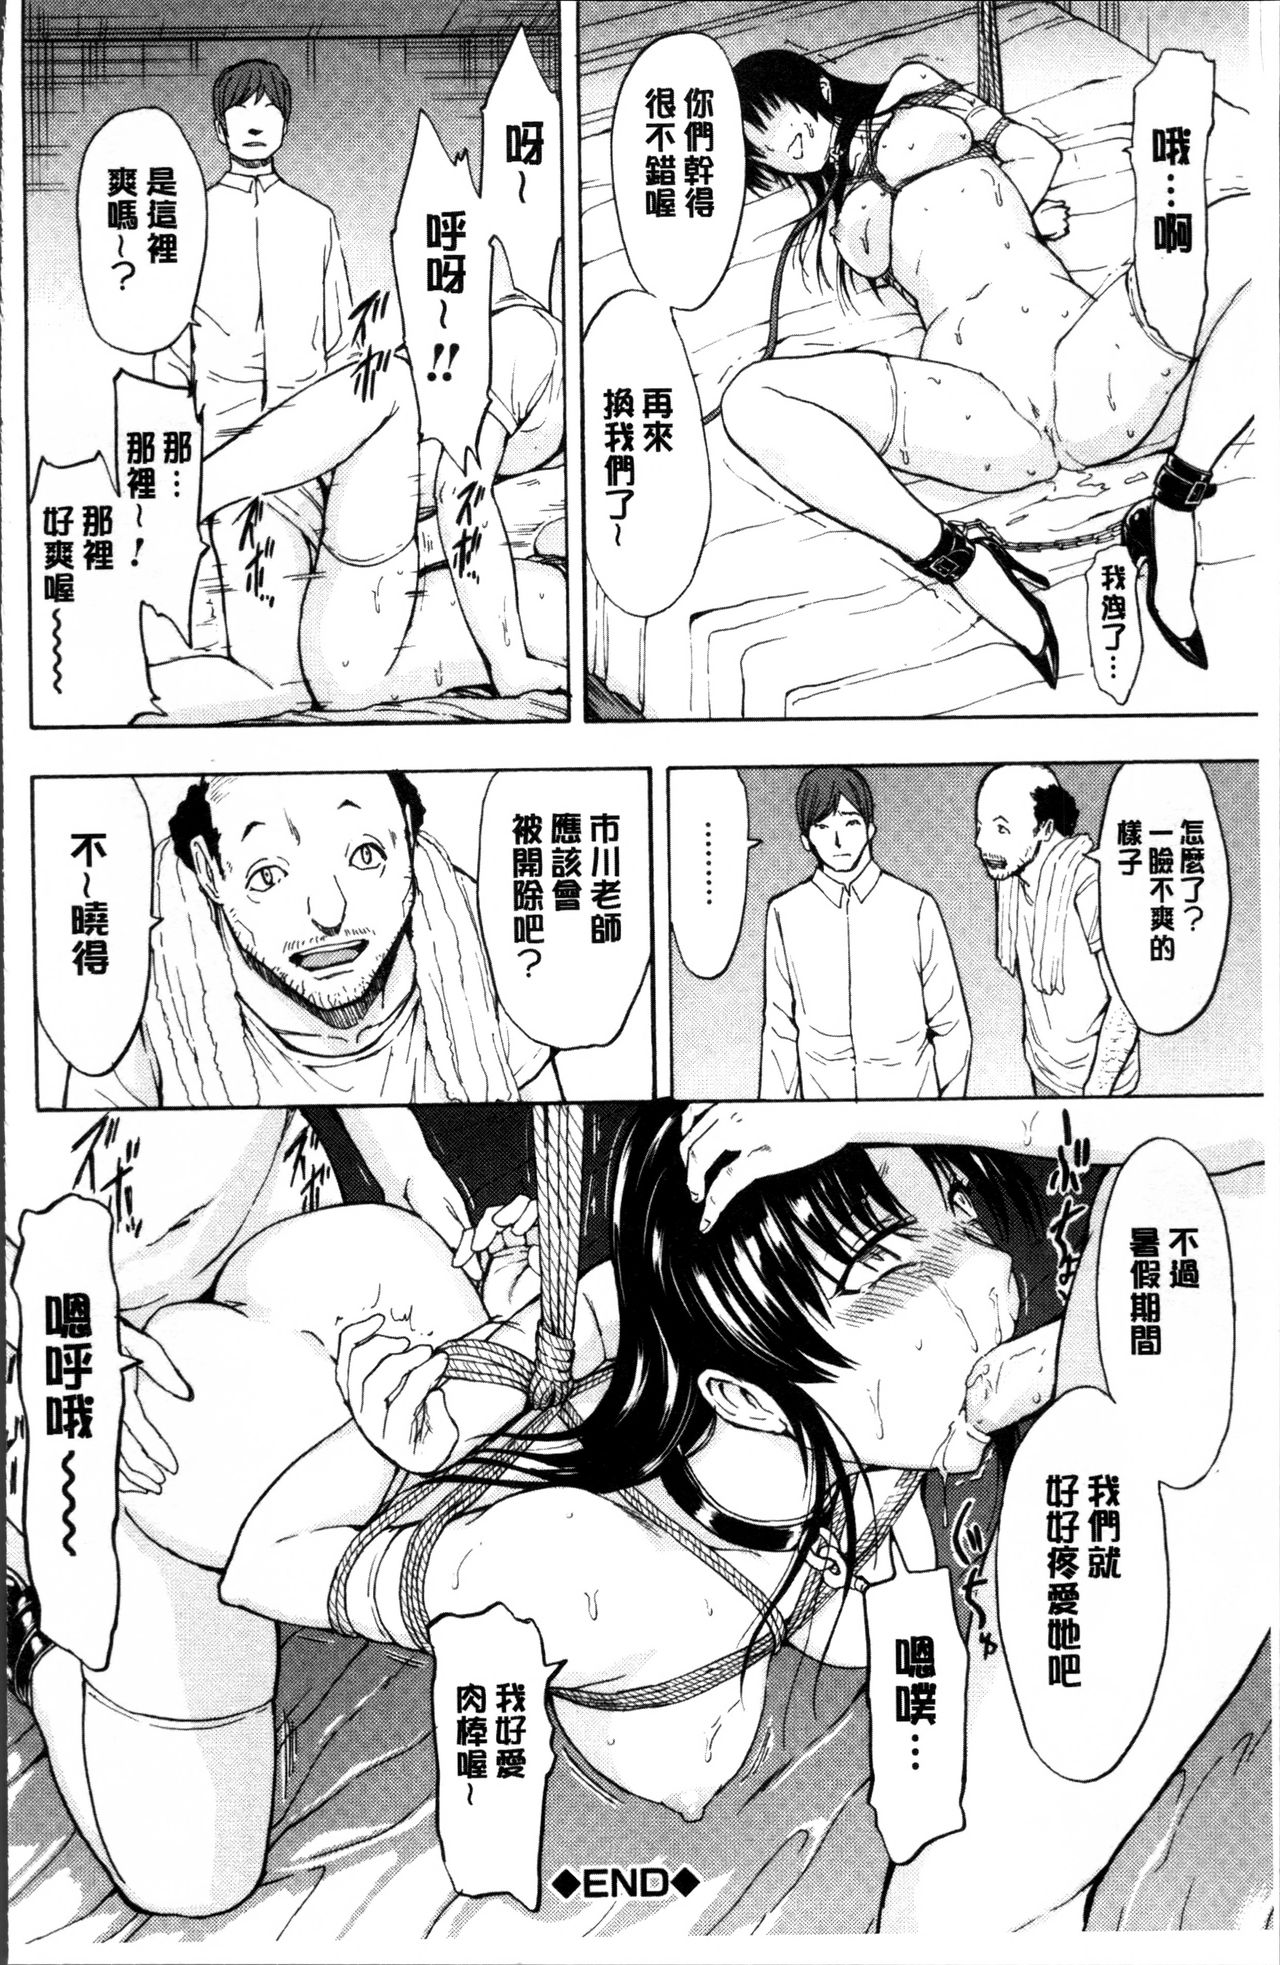 哦…啊
我洩了…
你們幹得
很不錯喔
再來
換我們了~
呀~
呼呀~!!
是這裡
爽嗎~?
那…
那裡~!
那裡
好爽喔~~~
怎麼了?
一臉不爽的
樣子
………
市川老師
應該會
被開除吧?
不~曉得
不過
暑假期間
我們就
好好疼愛她吧
嗯噗…
我好愛
肉棒喔~
嗯呼哦~~~
◆END◆